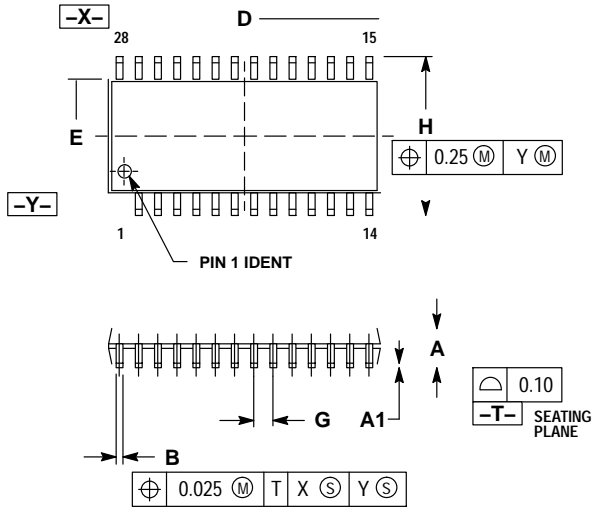 –X–
D
28
15
E
H
⌖ 0.25 Ⓜ Y Ⓜ
–Y–
1
14
PIN 1 IDENT
A
⌓ 0.10
G
A1
–T– SEATING
PLANE
B
⌖ 0.025 Ⓜ T X Ⓢ Y Ⓢ